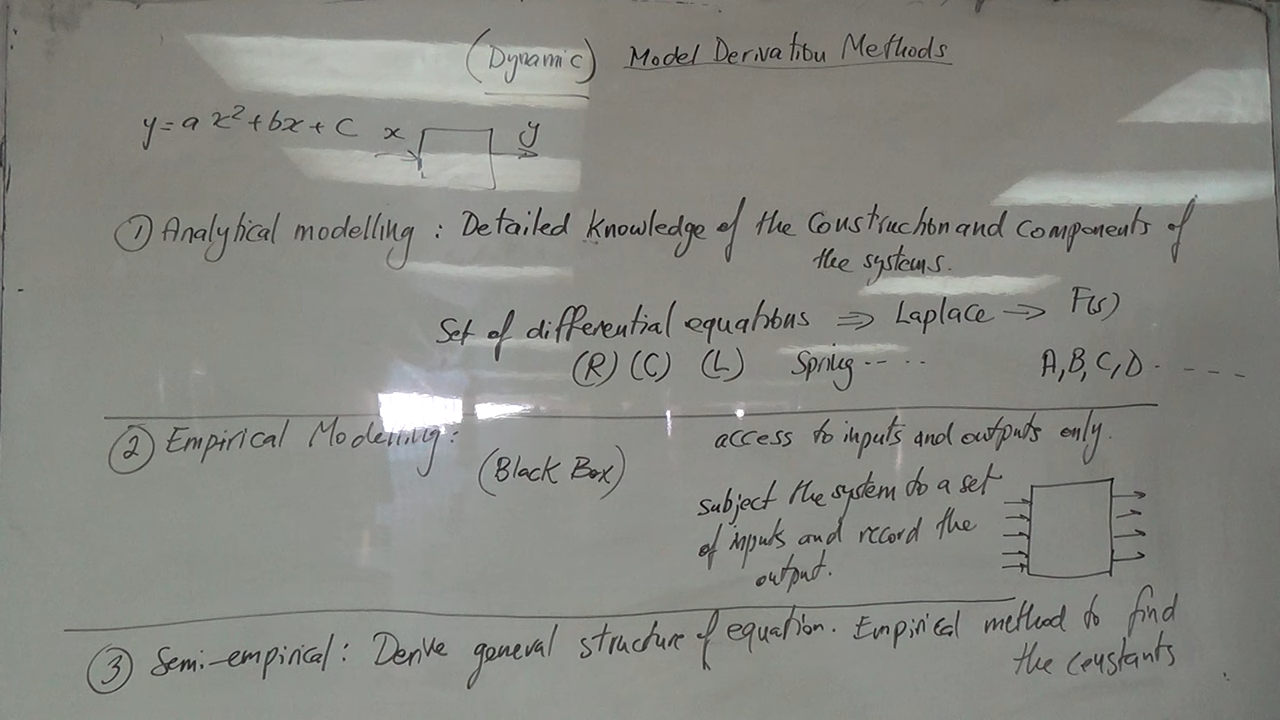 (Dynamic) Model Derivation Methods
y = a x² + bx + c x y
① Analytical modelling : Detailed knowledge of the Construction and Components of
the systems.
Set of differential equations ⇒ Laplace → F(s)
(R) (C) (L) Spring - - - - A, B, C, D - - - -
② Empirical Modelling :
(Black Box)
access to inputs and outputs only.
subject the system to a set
of inputs and record the
output.
③ Semi-empirical : Derive general structure of equation. Empirical method to find
the constants